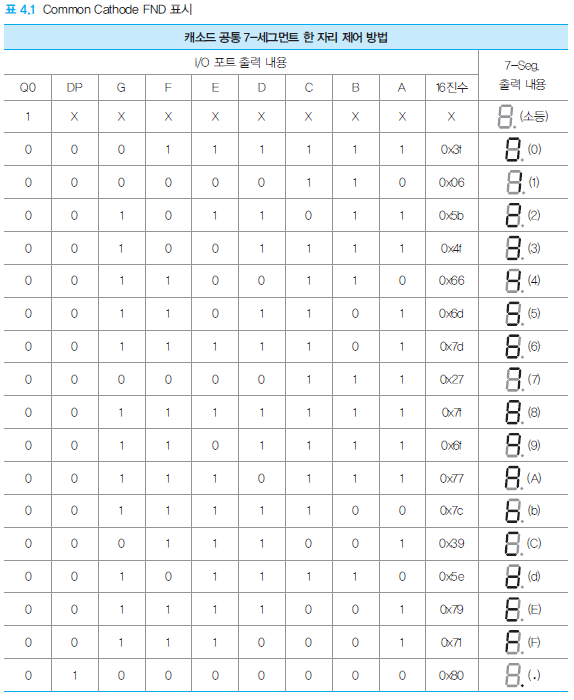 표 4.1 Common Cathode FND 표시
캐소드 공통 7-세그먼트 한 자리 제어 방법
I/O 포트 출력 내용 7-Seg. 출력 내용
Q0 DP G F E D C B A 16진수
1 X X X X X X X X X (소등)
0 0 0 1 1 1 1 1 1 0x3f (0)
0 0 0 0 0 0 1 1 0 0x06 (1)
0 0 1 0 1 1 0 1 1 0x5b (2)
0 0 1 0 0 1 1 1 1 0x4f (3)
0 0 1 1 0 0 1 1 0 0x66 (4)
0 0 1 1 0 1 1 0 1 0x6d (5)
0 0 1 1 1 1 1 0 1 0x7d (6)
0 0 0 0 0 0 1 1 1 0x27 (7)
0 0 1 1 1 1 1 1 1 0x7f (8)
0 0 1 1 0 1 1 1 1 0x6f (9)
0 0 1 1 1 0 1 1 1 0x77 (A)
0 0 1 1 1 1 1 0 0 0x7c (b)
0 0 0 1 1 1 0 0 1 0x39 (C)
0 0 1 0 1 1 1 1 0 0x5e (d)
0 0 1 1 1 1 0 0 1 0x79 (E)
0 0 1 1 1 0 0 0 1 0x71 (F)
0 1 0 0 0 0 0 0 0 0x80 (.)